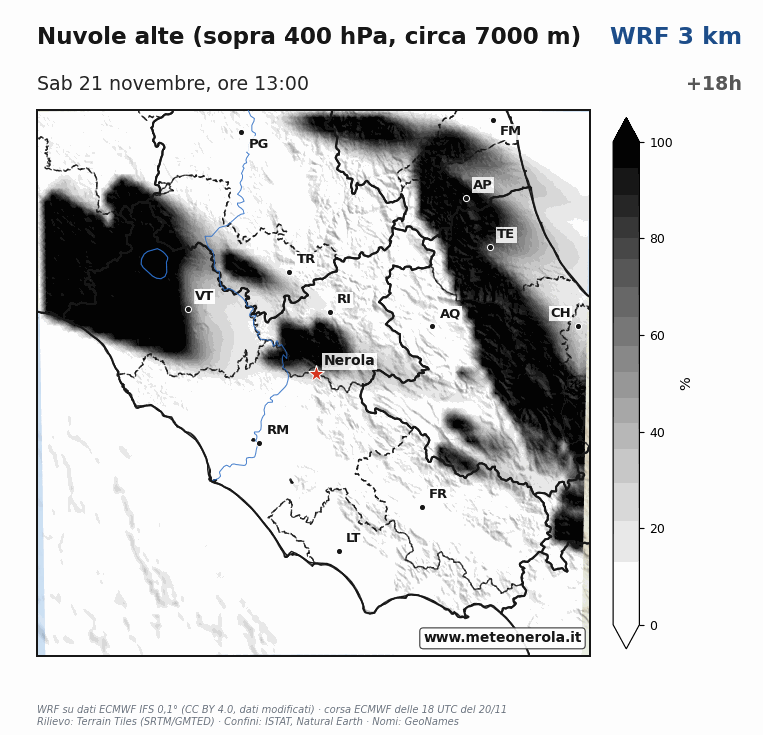 Nuvole alte (sopra 400 hPa, circa 7000 m) WRF 3 km
Sab 21 novembre, ore 13:00 +18h
FM
PG
AP
TE
TR
VT
RI
AQ
CH
Nerola
RM
FR
LT
100
80
60
40
20
0
%
www.meteonerola.it
WRF su dati ECMWF IFS 0,1° (CC BY 4.0, dati modificati) · corsa ECMWF delle 18 UTC del 20/11
Rilievo: Terrain Tiles (SRTM/GMTED) · Confini: ISTAT, Natural Earth · Nomi: GeoNames